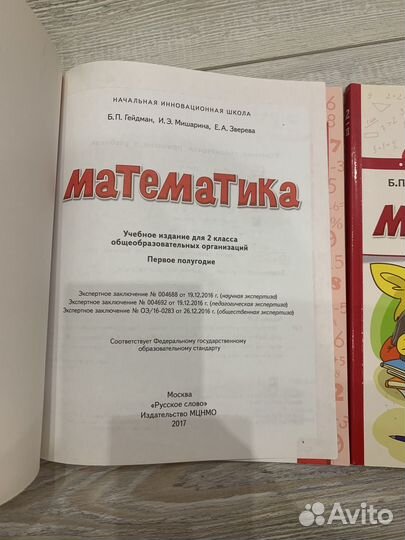 НАЧАЛЬНАЯ ИННОВАЦИОННАЯ ШКОЛА
Б.П. Гейдман, И.Э. Мишарина, Е.А. Зверева
Математика
Учебное издание для 2 класса
общеобразовательных организаций
Первое полугодие
Экспертное заключение № 004688 от 19.12.2016 г. (научная экспертиза)
Экспертное заключение № 004692 от 19.12.2016 г. (педагогическая экспертиза)
Экспертное заключение № ОЭ/16-0283 от 26.12.2016 г. (общественная экспертиза)
Соответствует Федеральному государственному
образовательному стандарту
Москва
«Русское слово»
Издательство МЦНМО
2017
Б.П
М
Avito